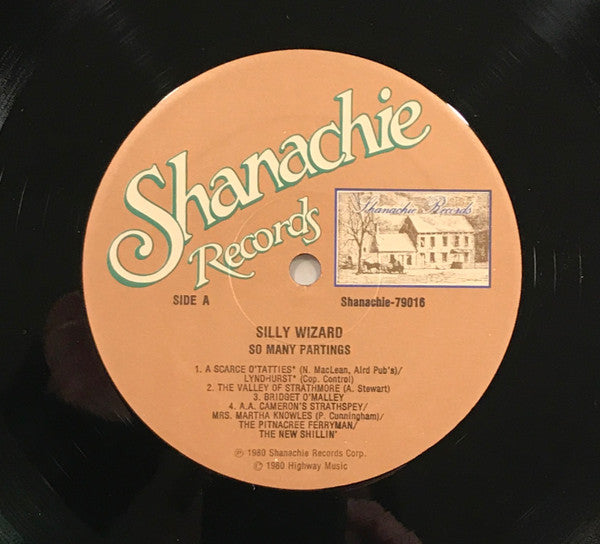 Shanachie
Records
Shanachie Records
SIDE A
Shanachie-79016
SILLY WIZARD
SO MANY PARTINGS
1. A SCARCE O'TATTIES* (N. MacLean, Aird Pub's)/
LYNDHURST* (Cop. Control)
2. THE VALLEY OF STRATHMORE (A. Stewart)
3. BRIDGET O'MALLEY
4. A.A. CAMERON'S STRATHSPEY/
MRS. MARTHA KNOWLES (P. Cunningham)/
THE PITNACREE FERRYMAN/
THE NEW SHILLIN'
℗ 1980 Shanachie Records Corp.
© 1980 Highway Music